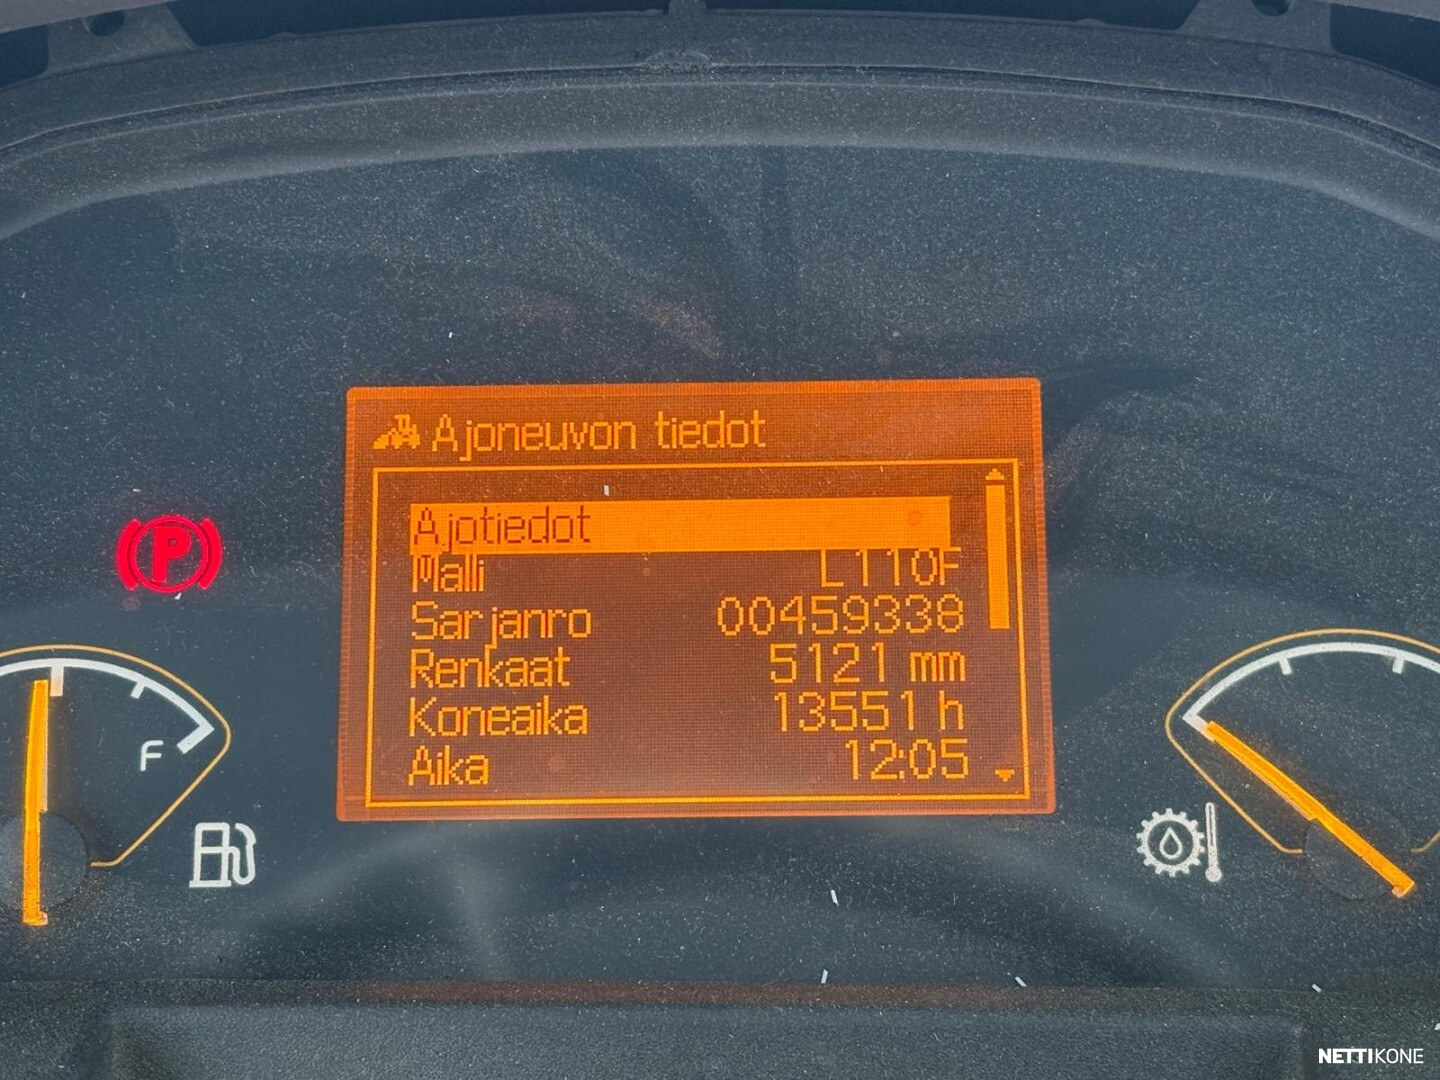 Ajoneuvon tiedot
Ajotiedot
Malli L110F
Sarjanro 00459338
Renkaat 5121 mm
Koneaika 13551 h
Aika 12:05
P
F
NETTIKONE